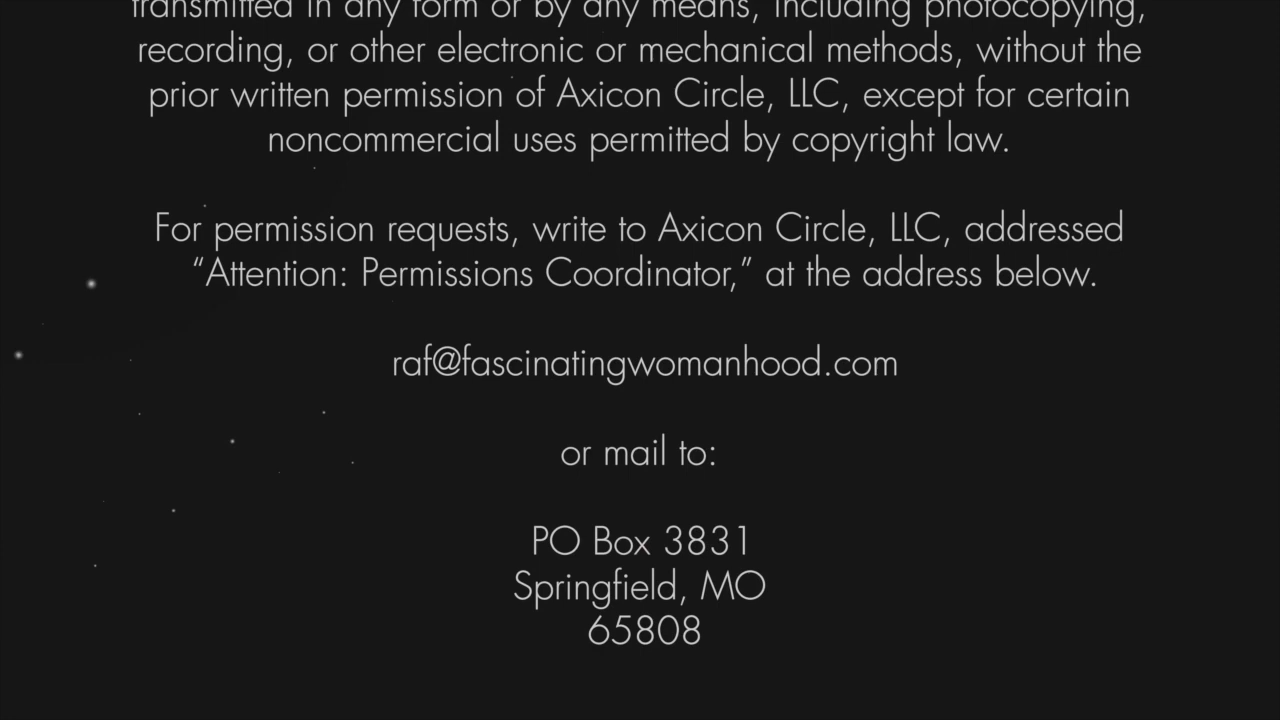 transmitted in any form or by any means, including photocopying,
recording, or other electronic or mechanical methods, without the
prior written permission of Axicon Circle, LLC, except for certain
noncommercial uses permitted by copyright law.
For permission requests, write to Axicon Circle, LLC, addressed
“Attention: Permissions Coordinator,” at the address below.
raf@fascinatingwomanhood.com
or mail to:
PO Box 3831
Springfield, MO
65808